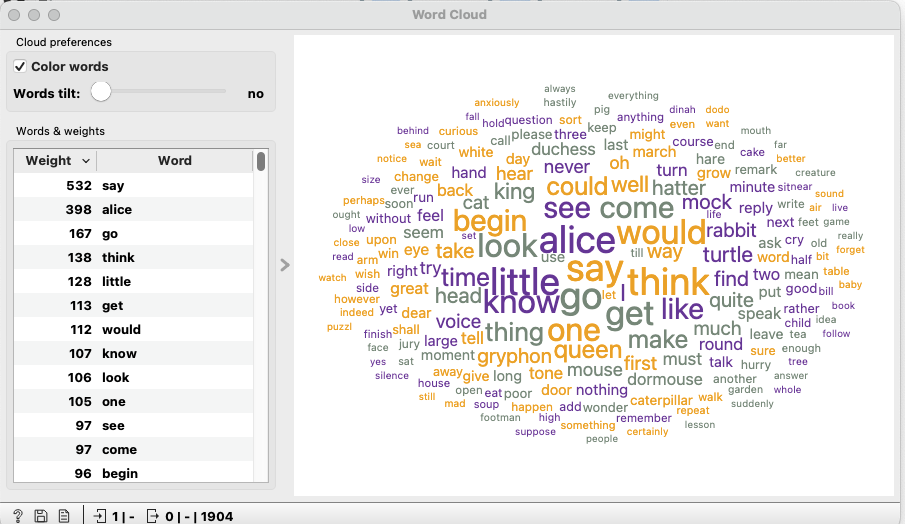 Word Cloud
Cloud preferences
Color words
Words tilt: no
Words & weights
Weight Word
532 say
398 alice
167 go
138 think
128 little
113 get
112 would
107 know
106 look
105 one
97 see
97 come
96 begin
? 1 | - 0 | - | 1904
always
anxiously hastily everything
pig dinah dodo
fall hold question sort anything even want
behind curious call please three keep might course end mouth
sea court white duchess last march hare cake far
notice wait day hear never oh turn grow remark better
size change hand king could well hatter minute sit near creature
perhaps ever run back cat see come mock reply write sound
ought soon without feel begin life rabbit next feet air live game
low seem set look alice would turtle ask cry old really
close upon win eye take use till way word half bit forget
read arm time little say think find two mean table
watch wish right try let I good bill baby
side great head know go get like quite put rather book
however indeed yet dear voice speak child idea
puzzl shall thing one make much leave tea follow
finish large tell queen round sure enough
face jury moment gryphon first must talk hurry tree
yes sat away give long tone mouse dormouse another answer
silence house open eat poor door nothing garden whole
still mad soup happen add wonder caterpillar walk suddenly
footman high something remember repeat lesson
suppose people certainly